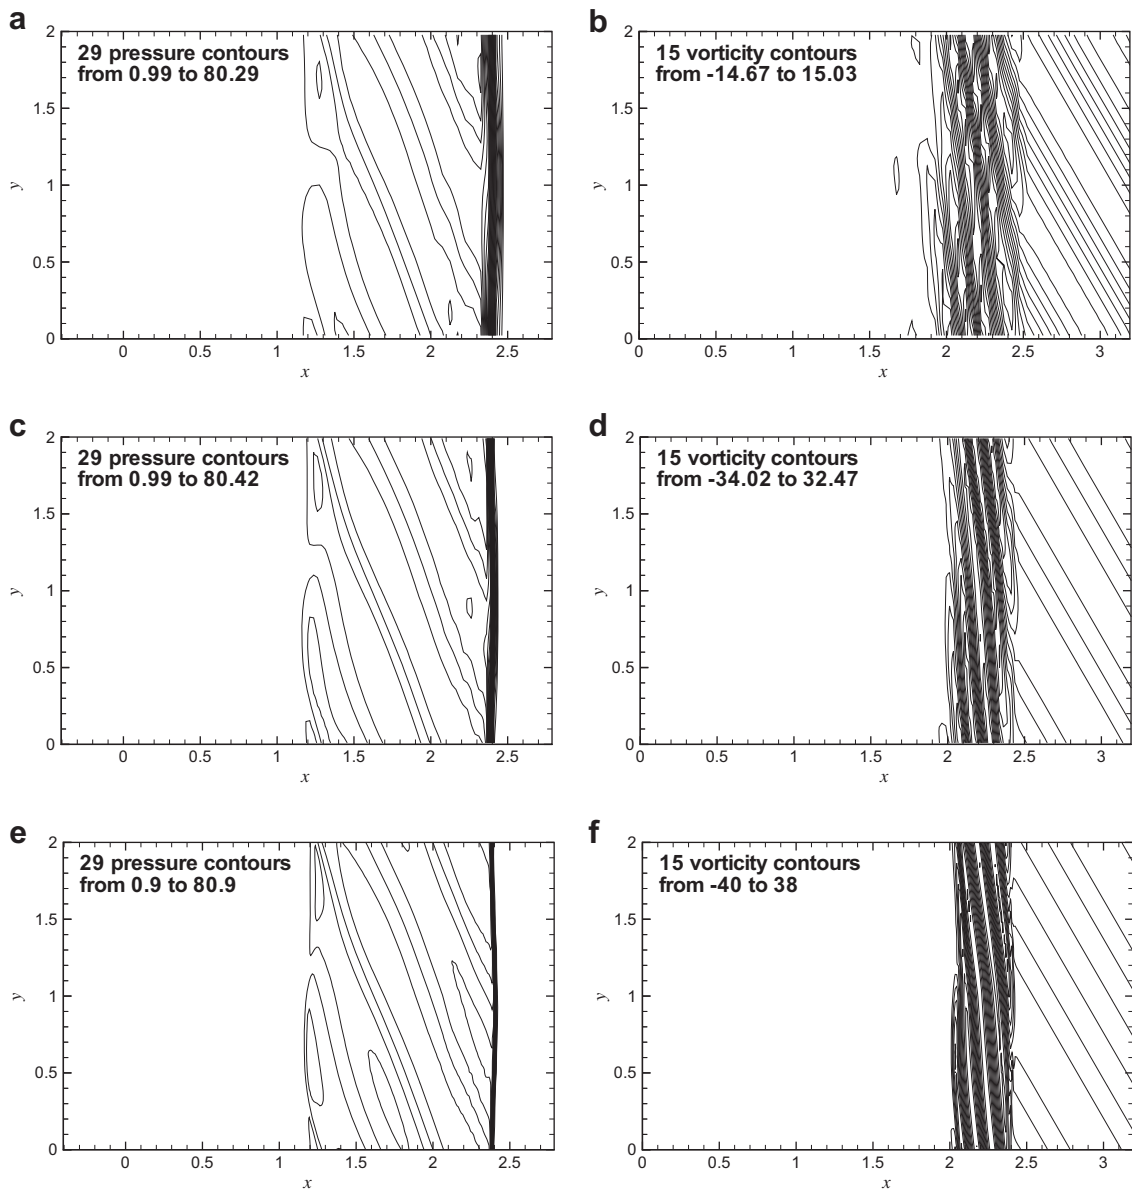 a
29 pressure contours
from 0.99 to 80.29
2
1.5
1
0.5
0
y
0 0.5 1 1.5 2 2.5
x
b
15 vorticity contours
from -14.67 to 15.03
2
1.5
1
0.5
0
y
0 0.5 1 1.5 2 2.5 3
x
c
29 pressure contours
from 0.99 to 80.42
2
1.5
1
0.5
0
y
0 0.5 1 1.5 2 2.5
x
d
15 vorticity contours
from -34.02 to 32.47
2
1.5
1
0.5
0
y
0 0.5 1 1.5 2 2.5 3
x
e
29 pressure contours
from 0.9 to 80.9
2
1.5
1
0.5
0
y
0 0.5 1 1.5 2 2.5
x
f
15 vorticity contours
from -40 to 38
2
1.5
1
0.5
0
y
0 0.5 1 1.5 2 2.5 3
x